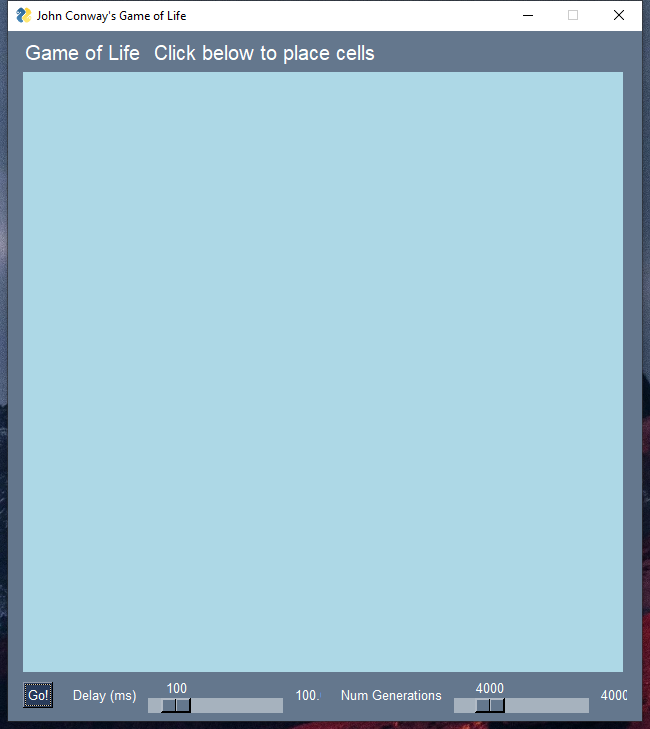 John Conway's Game of Life
Game of Life Click below to place cells
100 4000
Go! Delay (ms) 100. Num Generations 4000